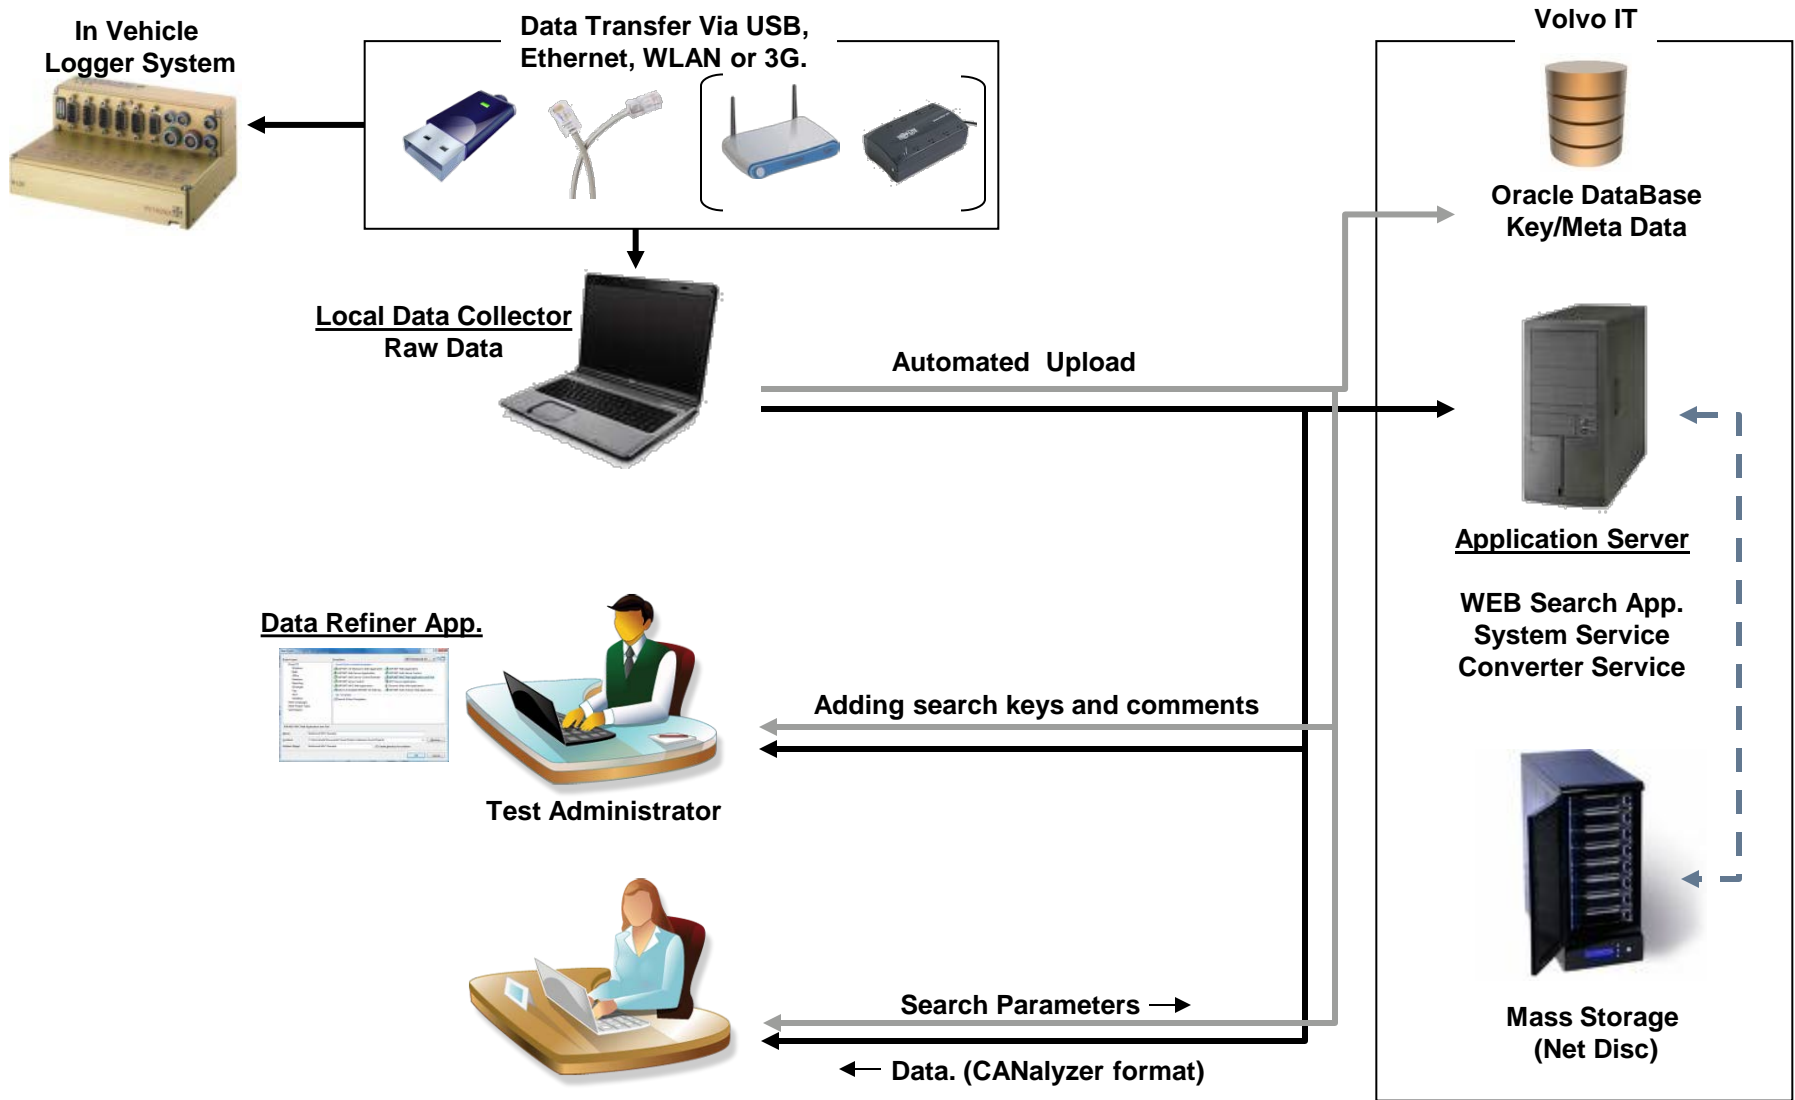 In Vehicle
Logger System
Data Transfer Via USB,
Ethernet, WLAN or 3G.
Volvo IT
Oracle DataBase
Key/Meta Data
Local Data Collector
Raw Data
Automated Upload
Application Server
WEB Search App.
System Service
Converter Service
Data Refiner App.
Adding search keys and comments
Test Administrator
Search Parameters
Data. (CANalyzer format)
Mass Storage
(Net Disc)